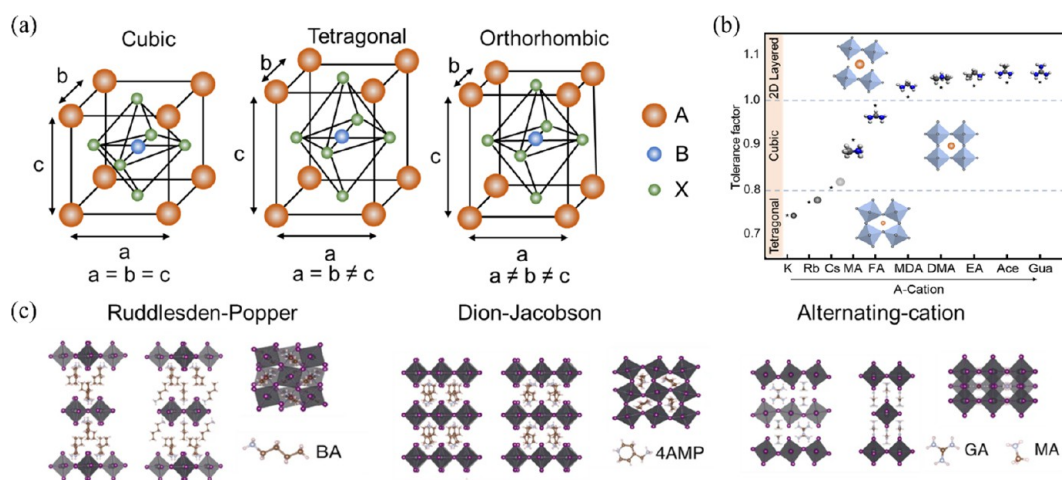 (a)
Cubic
Tetragonal
Orthorhombic
b
b
b
c
c
c
A
B
X
a
a
a
a = b = c
a = b ≠ c
a ≠ b ≠ c
(b)
Tolerance factor
1.1
1.0
0.9
0.8
0.7
2D Layered
Cubic
Tetragonal
K Rb Cs MA FA MDA DMA EA Ace Gua
A-Cation
(c)
Ruddlesden-Popper
Dion-Jacobson
Alternating-cation
BA
4AMP
GA
MA